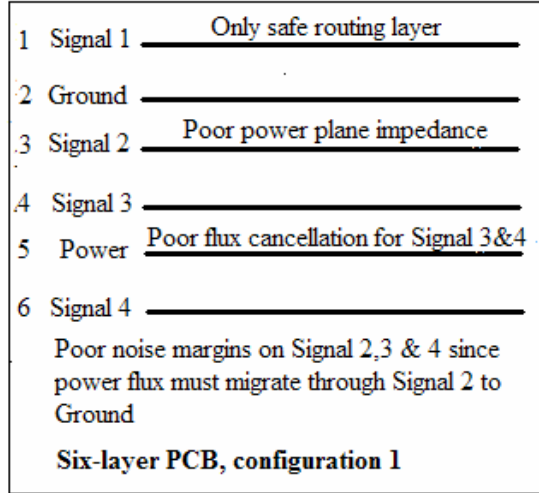 Only safe routing layer
1 Signal 1
2 Ground
Poor power plane impedance
3 Signal 2
4 Signal 3
Poor flux cancellation for Signal 3&4
5 Power
6 Signal 4
Poor noise margins on Signal 2,3 & 4 since
power flux must migrate through Signal 2 to
Ground
Six-layer PCB, configuration 1